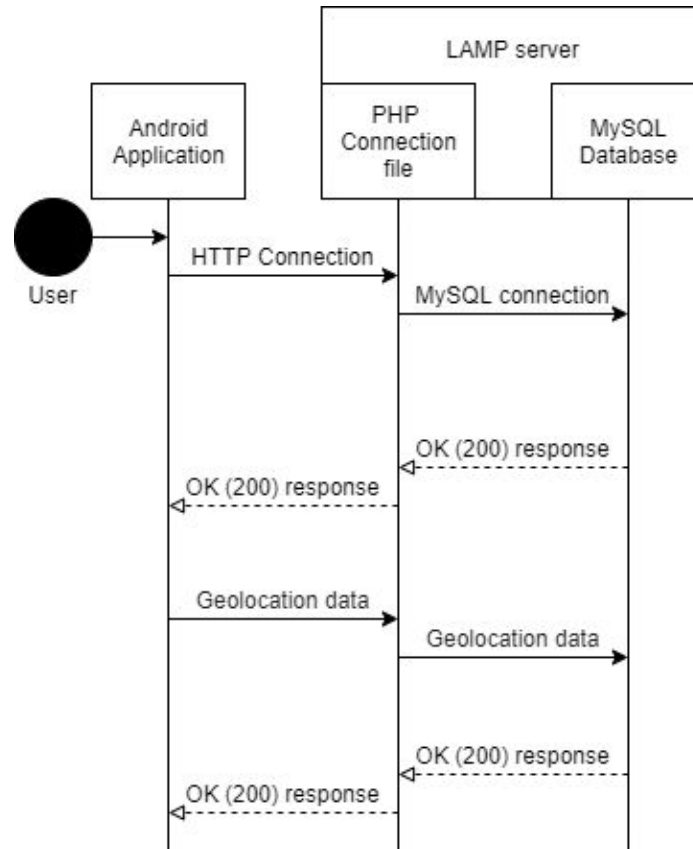 LAMP server
Android
Application
PHP
Connection
file
MySQL
Database
User
HTTP Connection
MySQL connection
OK (200) response
OK (200) response
Geolocation data
Geolocation data
OK (200) response
OK (200) response